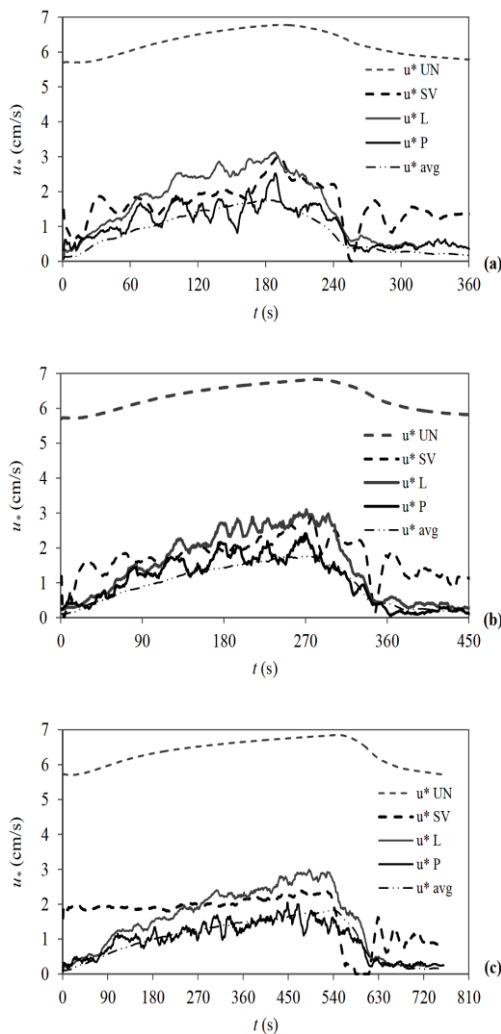 7
6
5
4
3
2
1
0
u* (cm/s)
u* UN
u* SV
u* L
u* P
u* avg
0 60 120 180 240 300 360
t (s)
(a)
7
6
5
4
3
2
1
0
u* (cm/s)
u* UN
u* SV
u* L
u* P
u* avg
0 90 180 270 360 450
t (s)
(b)
7
6
5
4
3
2
1
0
u* (cm/s)
u* UN
u* SV
u* L
u* P
u* avg
0 90 180 270 360 450 540 630 720 810
t (s)
(c)